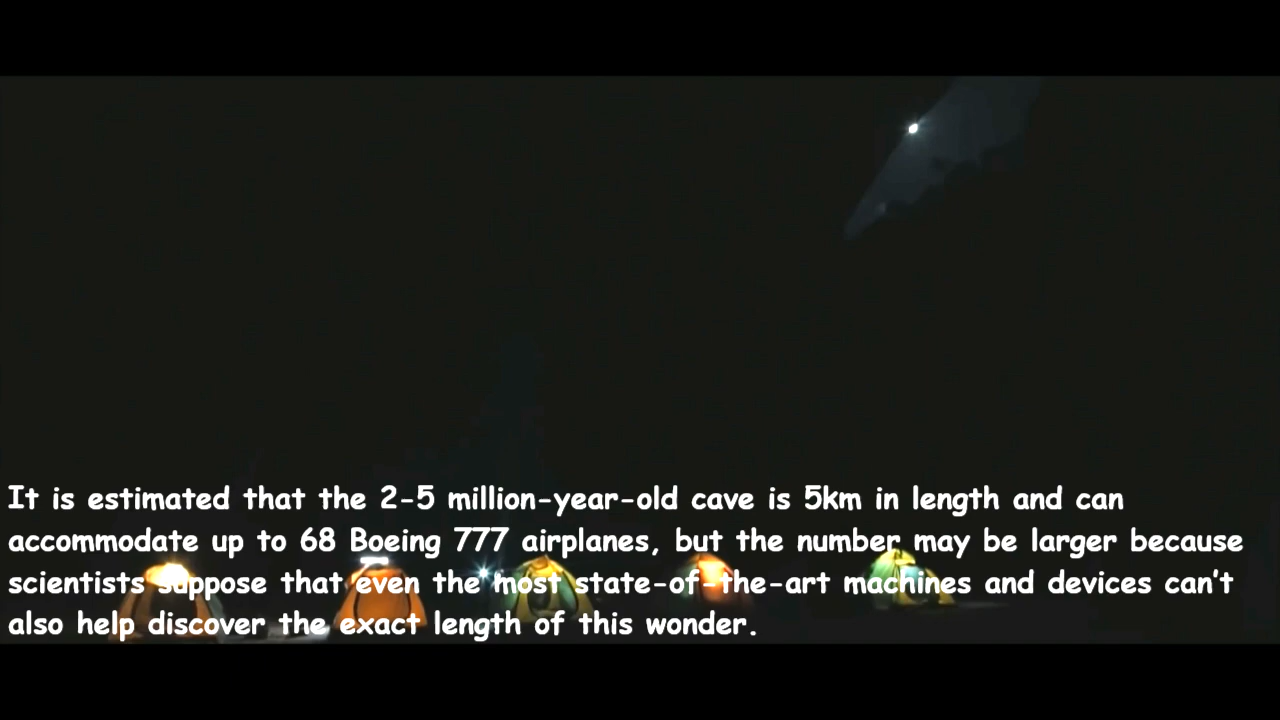 It is estimated that the 2-5 million-year-old cave is 5km in length and can
accommodate up to 68 Boeing 777 airplanes, but the number may be larger because
scientists suppose that even the most state-of-the-art machines and devices can't
also help discover the exact length of this wonder.